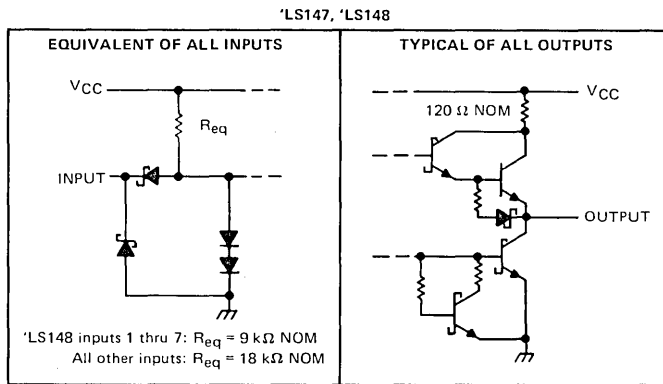 'LS147, 'LS148
EQUIVALENT OF ALL INPUTS
VCC
Req
INPUT
'LS148 inputs 1 thru 7: Req = 9 kΩ NOM
All other inputs: Req = 18 kΩ NOM
TYPICAL OF ALL OUTPUTS
VCC
120 Ω NOM
OUTPUT